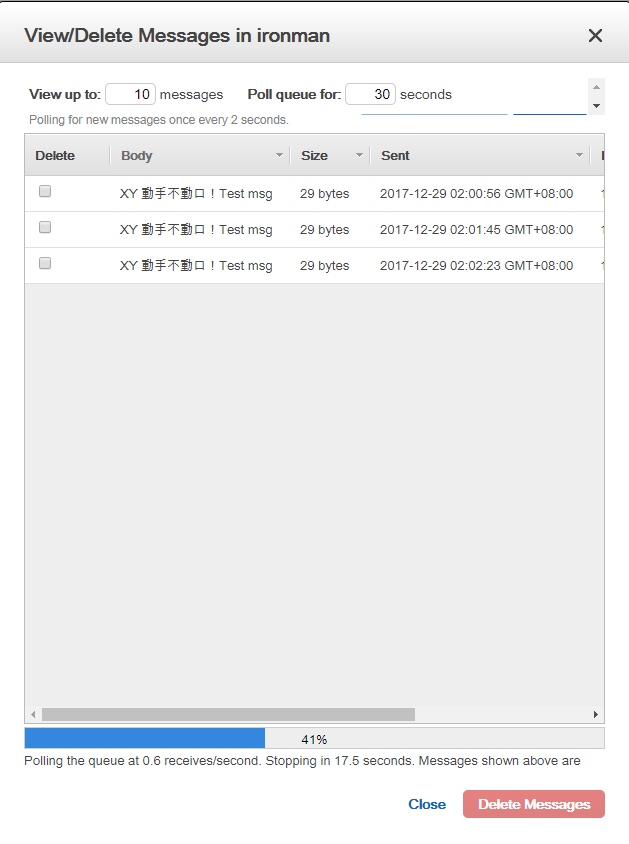 View/Delete Messages in ironman
View up to: 10 messages Poll queue for: 30 seconds
Polling for new messages once every 2 seconds.
Delete Body Size Sent
XY 動手不動口！Test msg 29 bytes 2017-12-29 02:00:56 GMT+08:00
XY 動手不動口！Test msg 29 bytes 2017-12-29 02:01:45 GMT+08:00
XY 動手不動口！Test msg 29 bytes 2017-12-29 02:02:23 GMT+08:00
41%
Polling the queue at 0.6 receives/second. Stopping in 17.5 seconds. Messages shown above are
Close Delete Messages